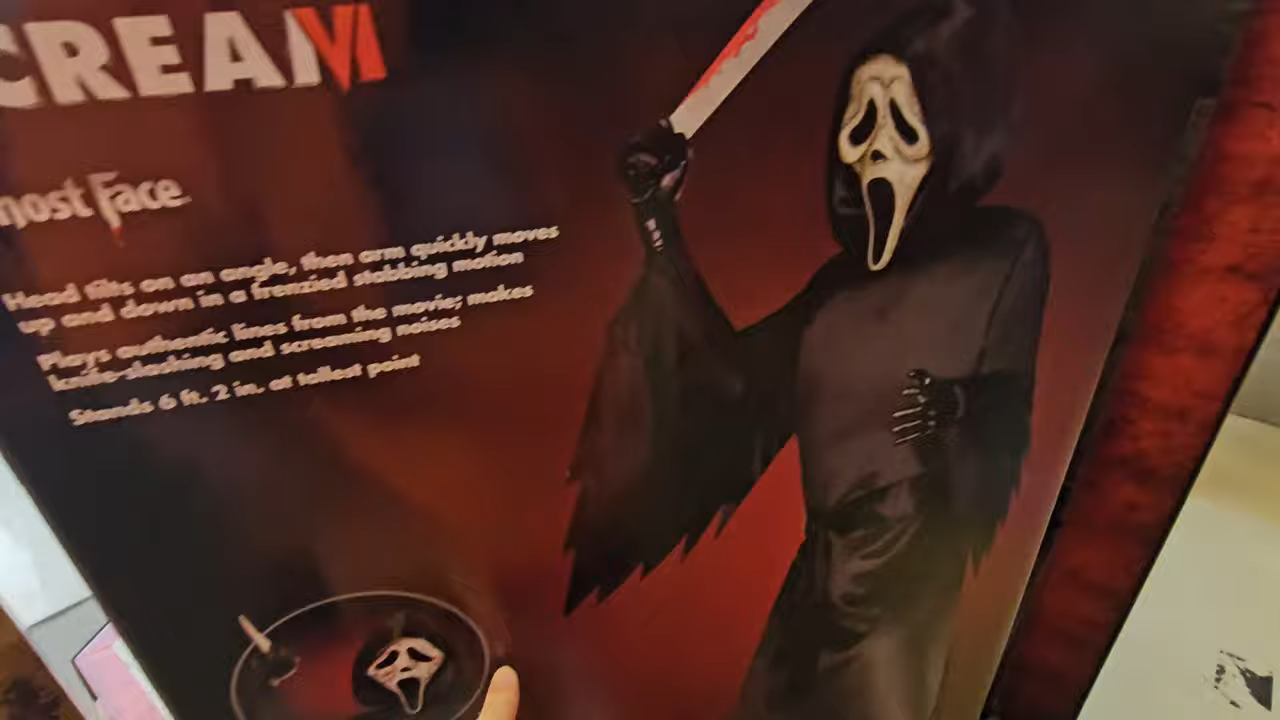 CREAM VI
host Face
Head tilts on an angle, then arm quickly moves
up and down in a frenzied stabbing motion
Plays authentic lines from the movie; makes
knife-slashing and screaming noises
Stands 6 ft. 2 in. at tallest point